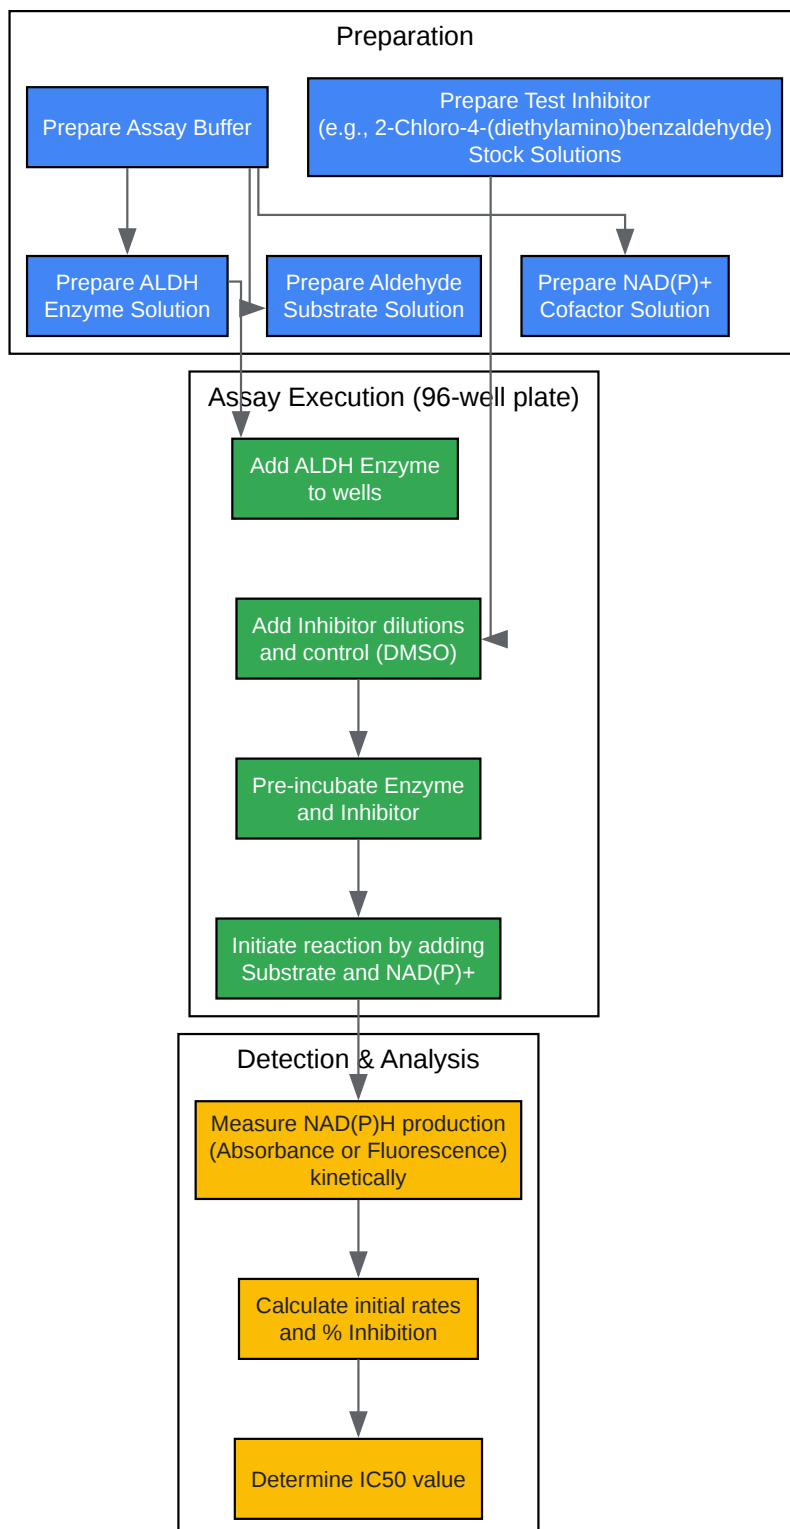 Preparation
Prepare Assay Buffer
Prepare Test Inhibitor
(e.g., 2-Chloro-4-(diethylamino)benzaldehyde)
Stock Solutions
Prepare ALDH
Enzyme Solution
Prepare Aldehyde
Substrate Solution
Prepare NAD(P)+
Cofactor Solution
Assay Execution (96-well plate)
Add ALDH Enzyme
to wells
Add Inhibitor dilutions
and control (DMSO)
Pre-incubate Enzyme
and Inhibitor
Initiate reaction by adding
Substrate and NAD(P)+
Detection & Analysis
Measure NAD(P)H production
(Absorbance or Fluorescence)
kinetically
Calculate initial rates
and % Inhibition
Determine IC50 value